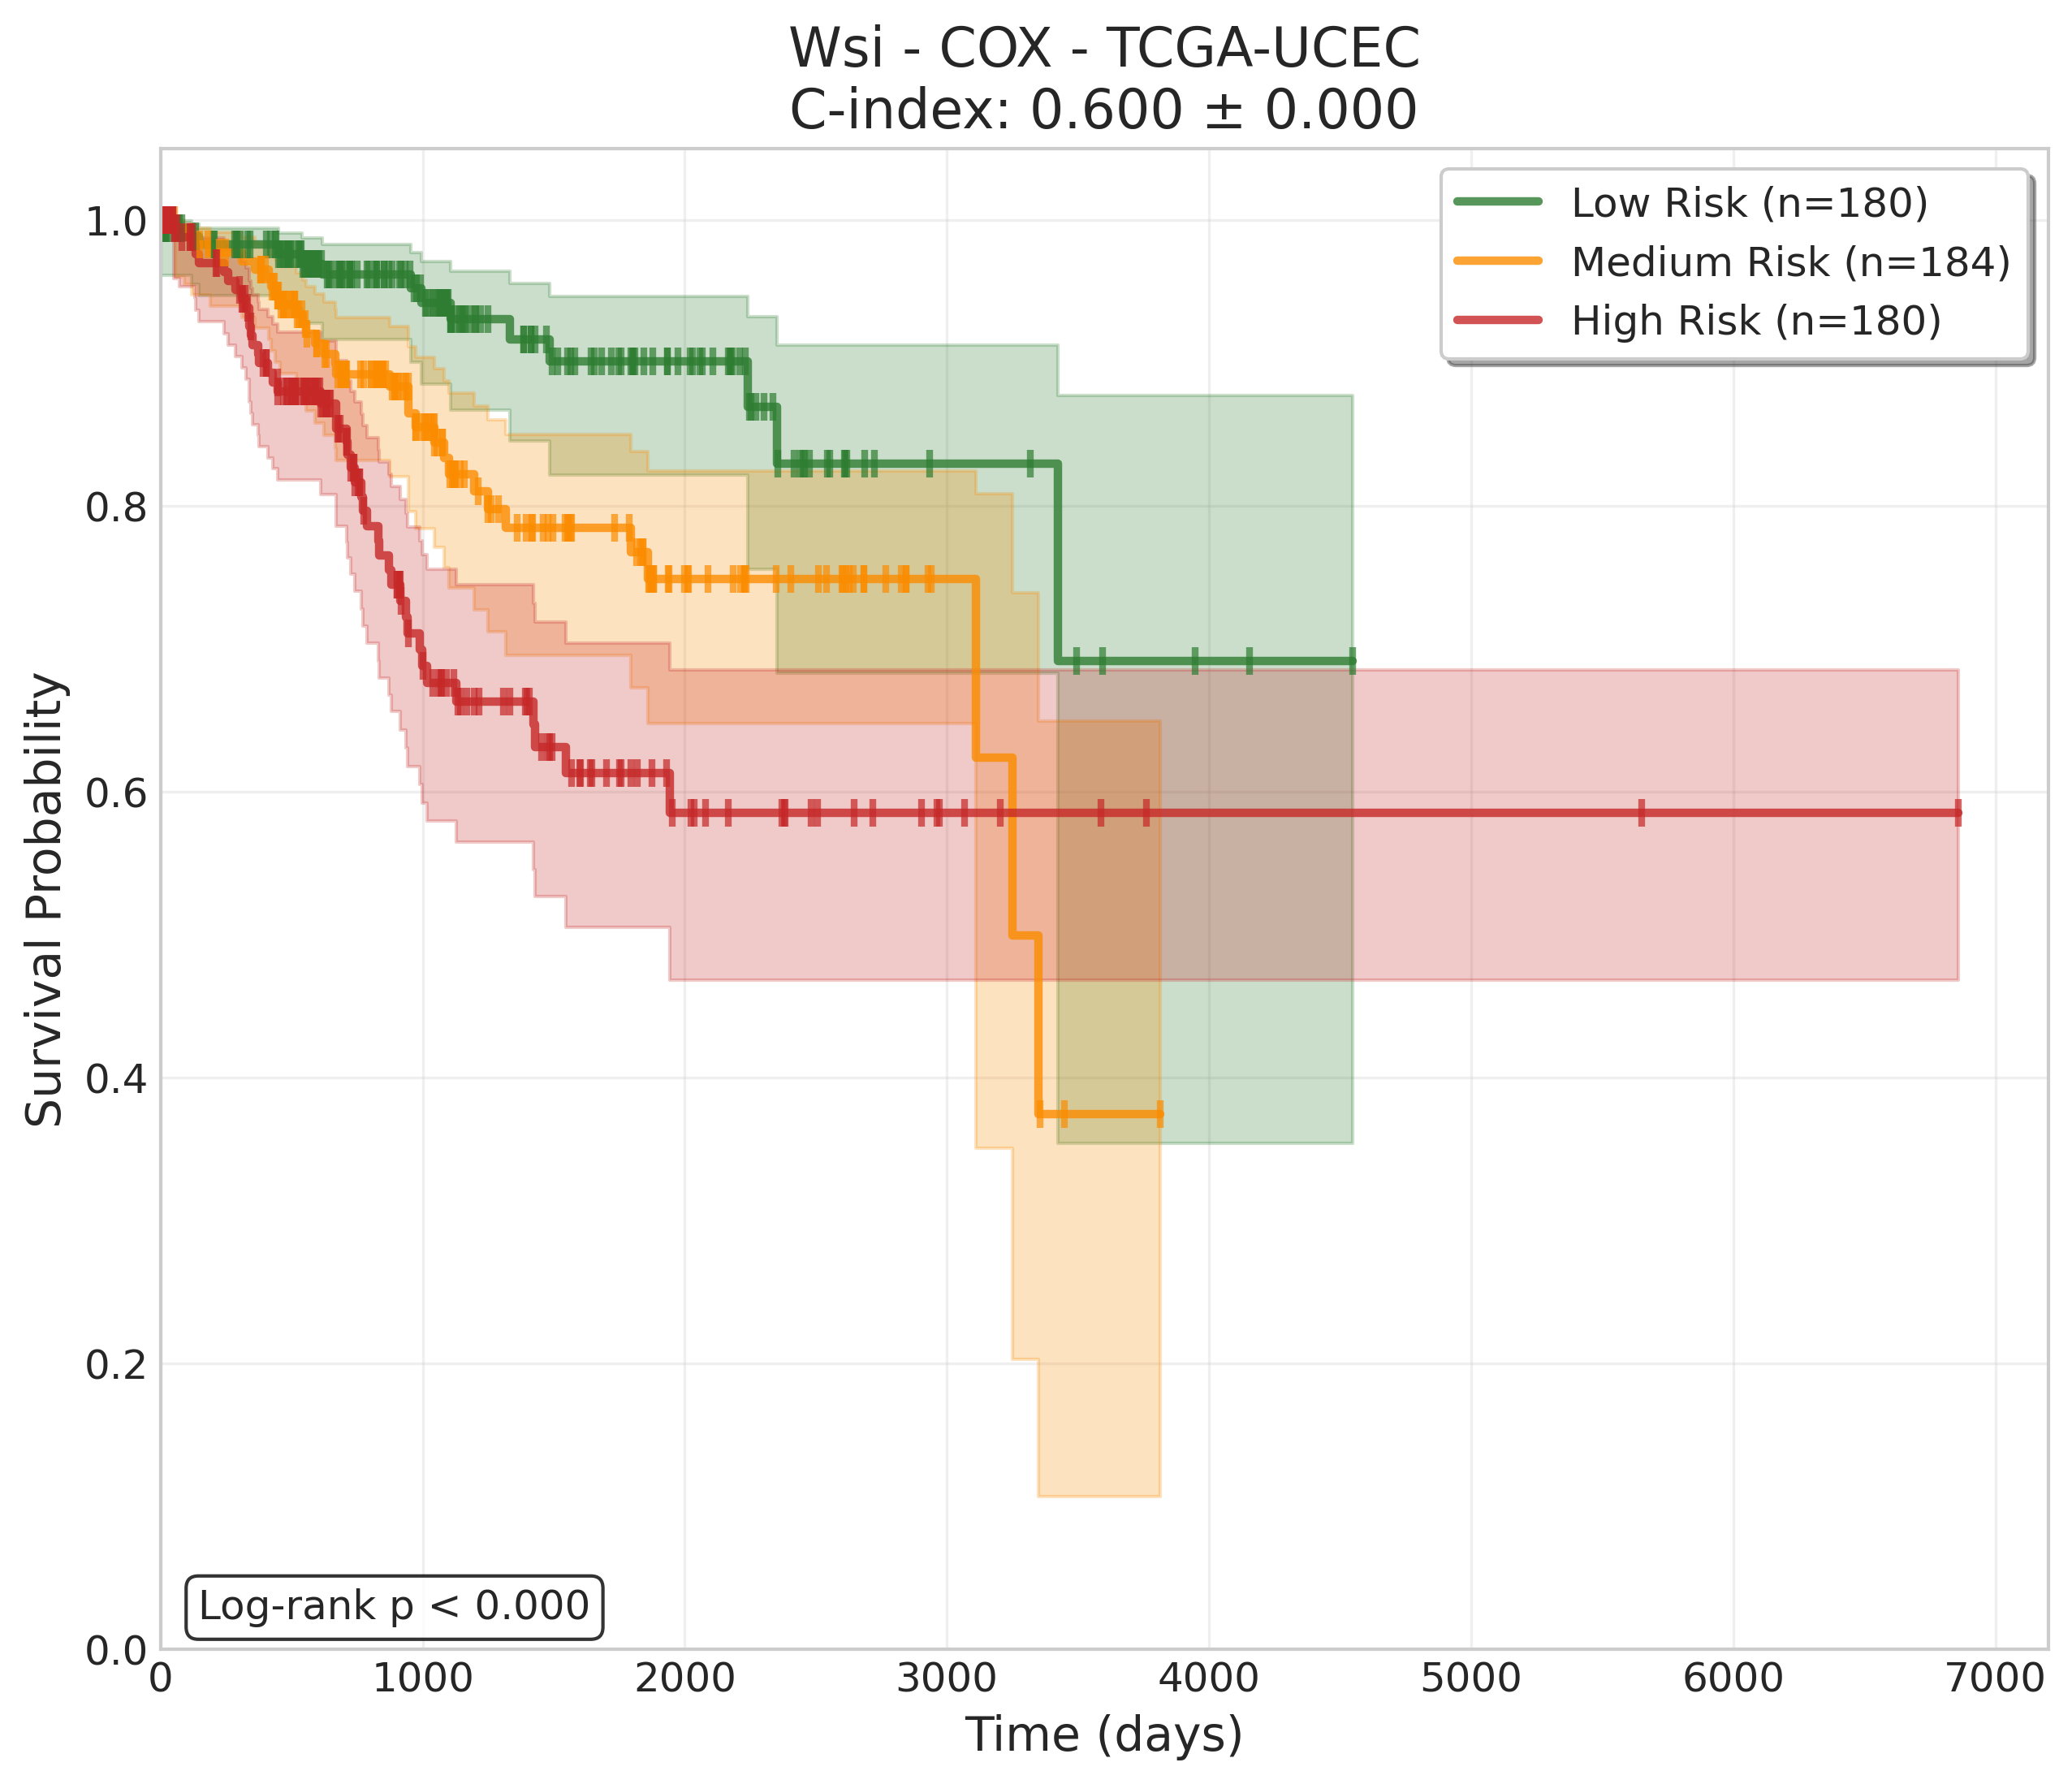 Wsi - COX - TCGA-UCEC
C-index: 0.600 ± 0.000
Low Risk (n=180)
Medium Risk (n=184)
High Risk (n=180)
Survival Probability
1.0
0.8
0.6
0.4
0.2
0.0
Log-rank p < 0.000
0 1000 2000 3000 4000 5000 6000 7000
Time (days)